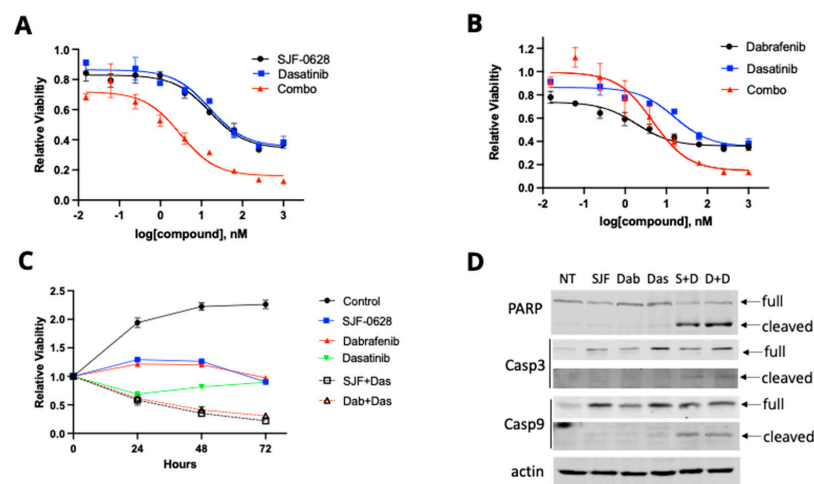 A
Relative Viabiltiy
1.0
0.8
0.6
0.4
0.2
0.0
-2 -1 0 1 2 3
log[compound], nM
SJF-0628
Dasatinib
Combo
B
Relative Viabiltiy
1.2
1.0
0.8
0.6
0.4
0.2
0.0
-2 -1 0 1 2 3
log[compound], nM
Dabrafenib
Dasatinib
Combo
C
Relative Viabiltiy
2.5
2.0
1.5
1.0
0.5
0.0
0 24 48 72
Hours
Control
SJF-0628
Dabrafenib
Dasatinib
SJF+Das
Dab+Das
D
NT SJF Dab Das S+D D+D
PARP
full
cleaved
Casp3
full
cleaved
Casp9
full
cleaved
actin